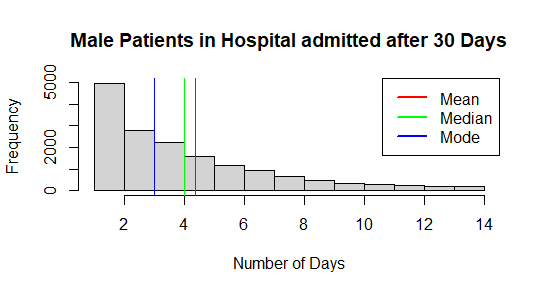 Male Patients in Hospital admitted after 30 Days
Frequency
5000
2000
0
2 4 6 8 10 12 14
Number of Days
Mean
Median
Mode